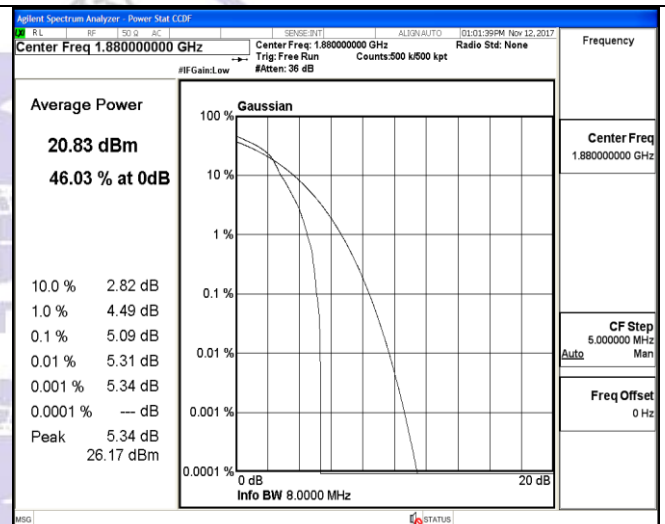 Agilent Spectrum Analyzer - Power Stat CCDF
RL RF 50 Ω AC SENSE:INT ALIGNAUTO 01:01:39PM Nov 12, 2017
Center Freq 1.880000000 GHz
Center Freq: 1.880000000 GHz Radio Std: None
Trig: Free Run Counts:500 k/500 kpt
#IFGain:Low #Atten: 36 dB
Frequency
Average Power
20.83 dBm
46.03 % at 0dB
10.0 % 2.82 dB
1.0 % 4.49 dB
0.1 % 5.09 dB
0.01 % 5.31 dB
0.001 % 5.34 dB
0.0001 % --- dB
Peak 5.34 dB
26.17 dBm
Gaussian
100 %
10 %
1 %
0.1 %
0.01 %
0.001 %
0.0001 %
0 dB 20 dB
Info BW 8.0000 MHz
Center Freq
1.880000000 GHz
CF Step
5.000000 MHz
Auto Man
Freq Offset
0 Hz
MSG STATUS